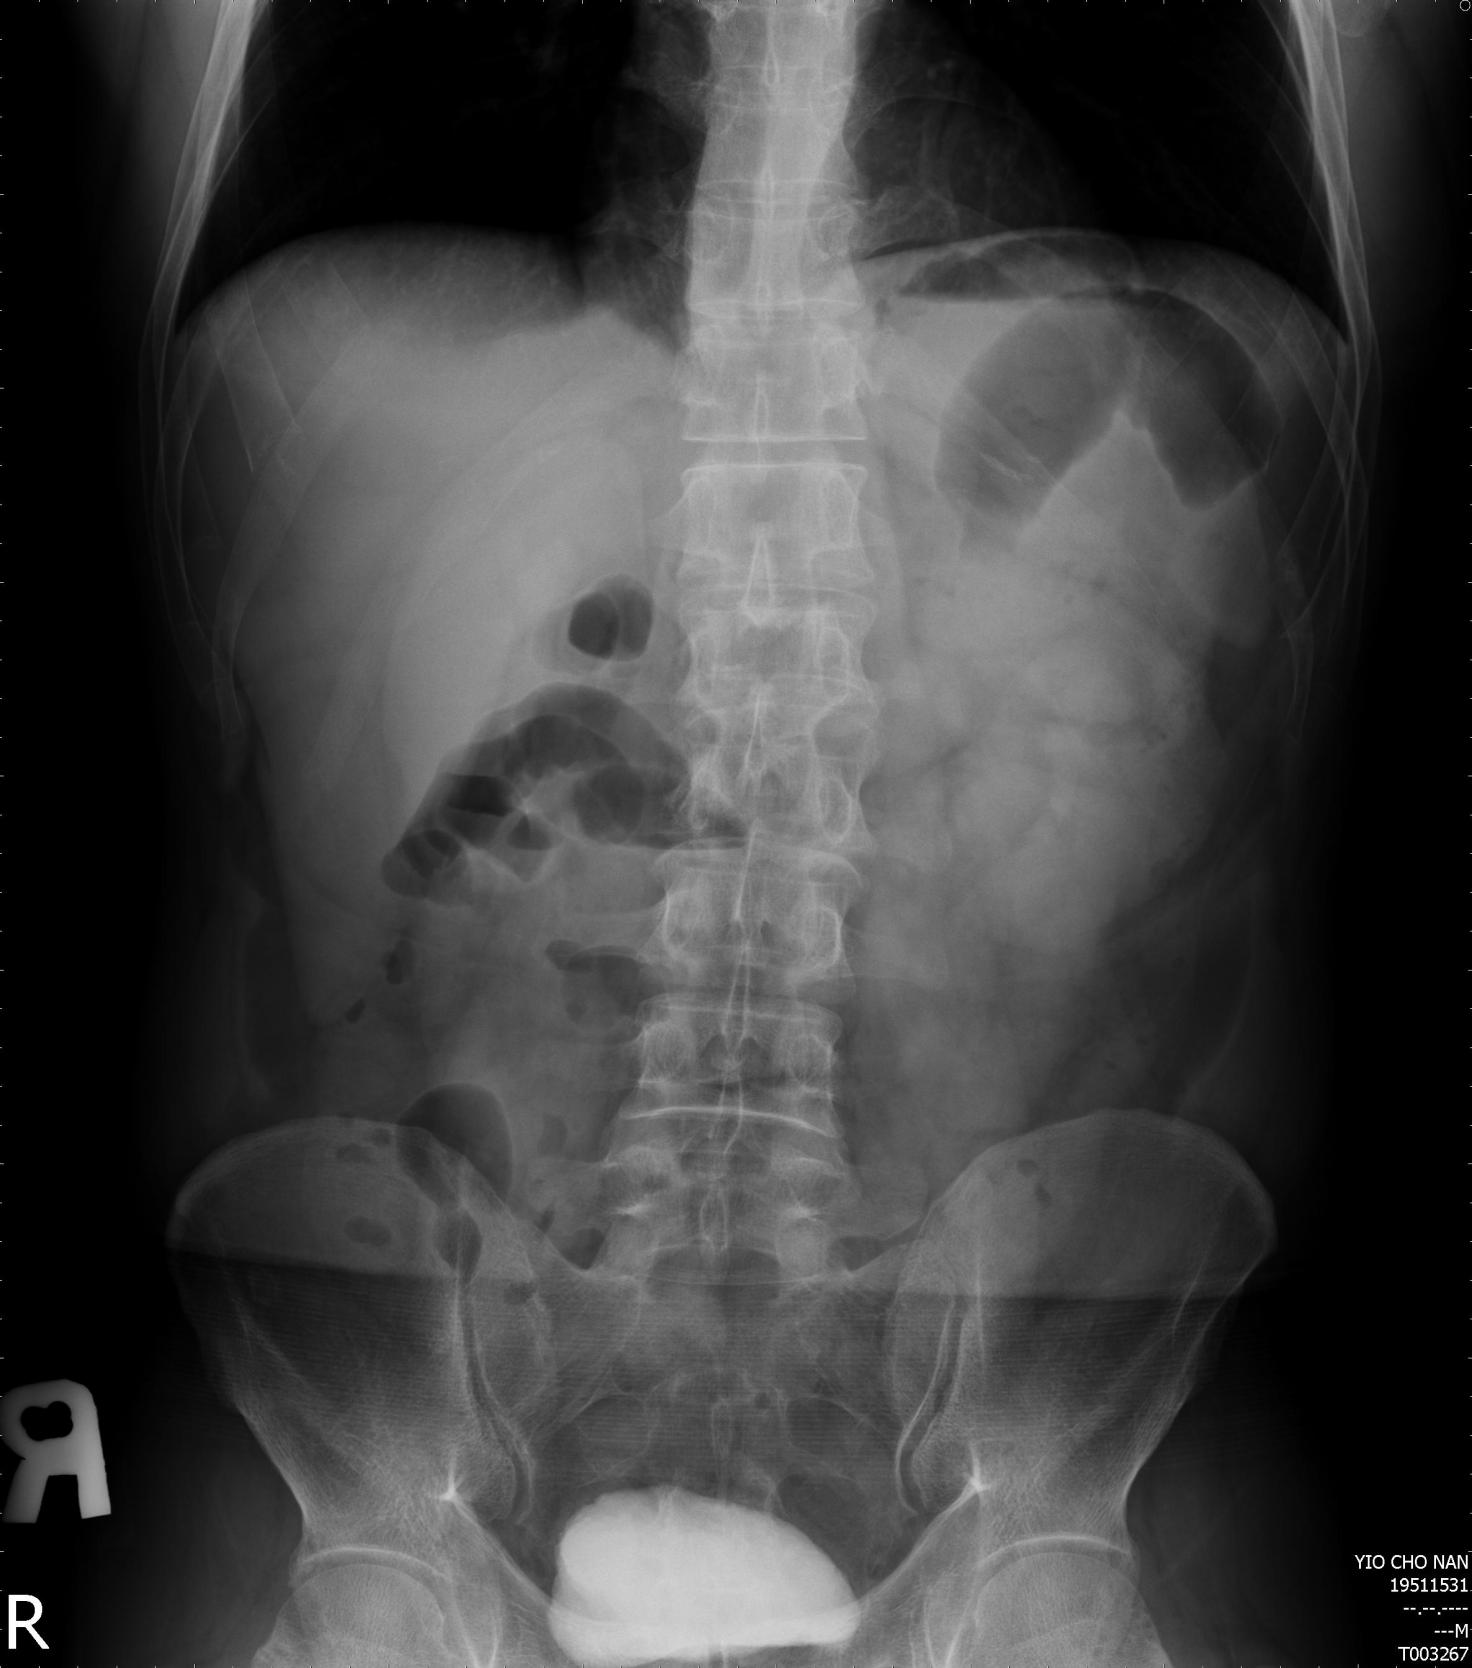 R
R
YIO CHO NAN
19511531
--.--.----
---M
T003267